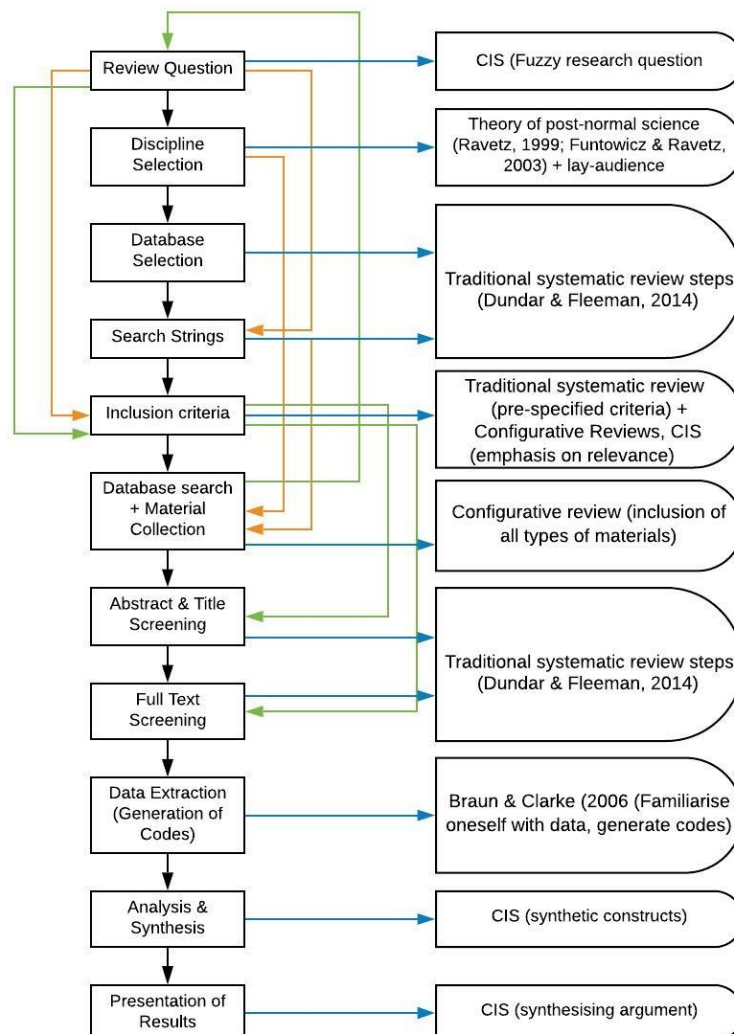 Review Question
CIS (Fuzzy research question
Discipline
Selection
Theory of post-normal science
(Ravetz, 1999; Funtowicz & Ravetz,
2003) + lay-audience
Database
Selection
Search Strings
Traditional systematic review steps
(Dundar & Fleeman, 2014)
Inclusion criteria
Traditional systematic review
(pre-specified criteria) +
Configurative Reviews, CIS
(emphasis on relevance)
Database search
+ Material
Collection
Configurative review (inclusion of
all types of materials)
Abstract & Title
Screening
Full Text
Screening
Traditional systematic review steps
(Dundar & Fleeman, 2014)
Data Extraction
(Generation of
Codes)
Braun & Clarke (2006 (Familiarise
oneself with data, generate codes)
Analysis &
Synthesis
CIS (synthetic constructs)
Presentation of
Results
CIS (synthesising argument)